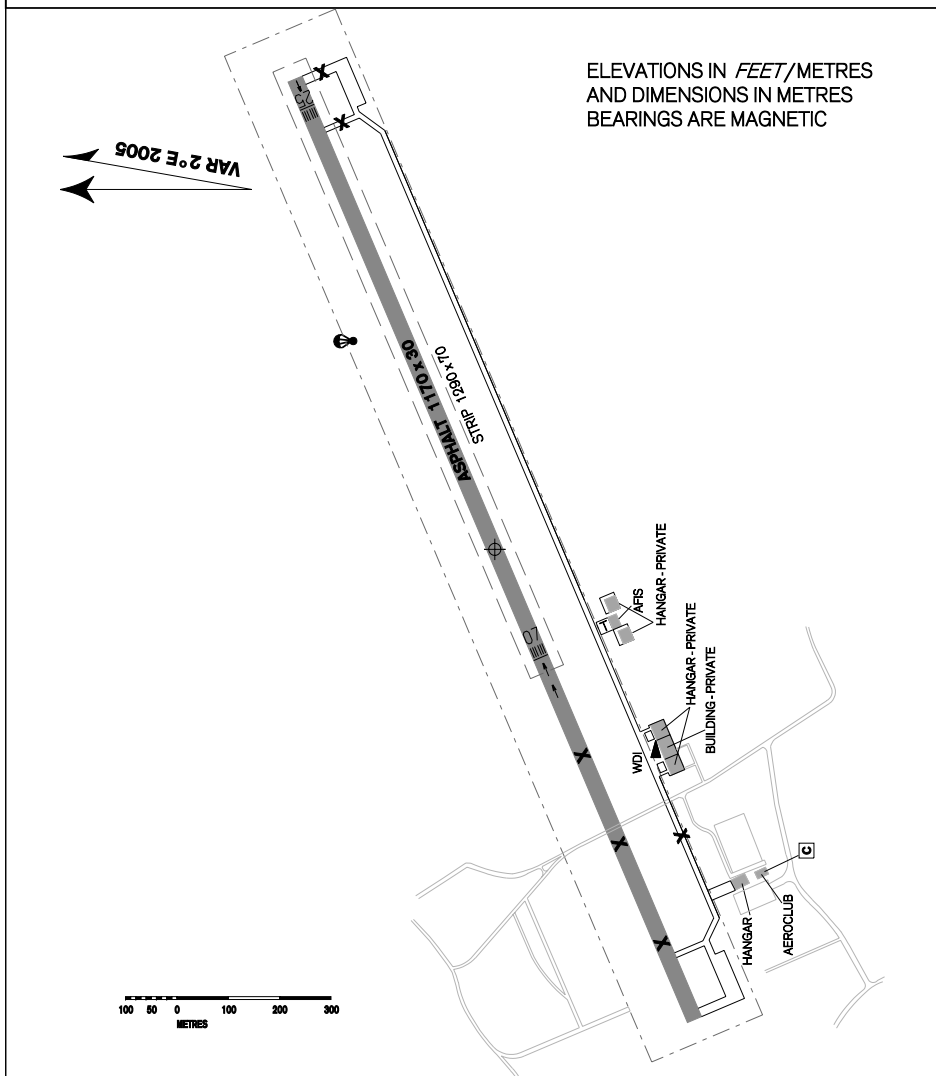 ELEVATIONS IN FEET/METRES
AND DIMENSIONS IN METRES
BEARINGS ARE MAGNETIC
VAR 2°E 2005
25
ASPHALT 1170 x 30
STRIP 1290 x 70
07
T
AFIS
HANGAR - PRIVATE
HANGAR - PRIVATE
BUILDING - PRIVATE
WDI
C
HANGAR
AEROCLUB
100 50 0 100 200 300
METRES